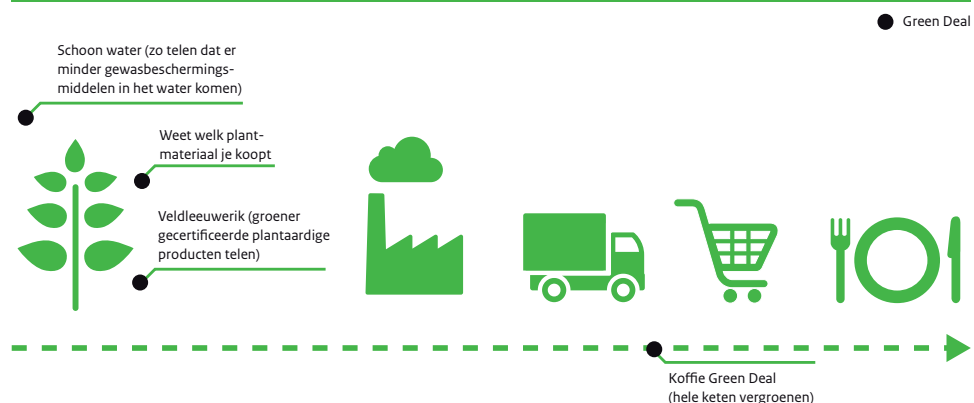 Green Deal
Schoon water (zo telen dat er
minder gewasbeschermings-
middelen in het water komen)
Weet welk plant-
materiaal je koopt
Veldleeuwerik (groener
gecertificeerde plantaardige
producten telen)
Koffie Green Deal
(hele keten vergroenen)